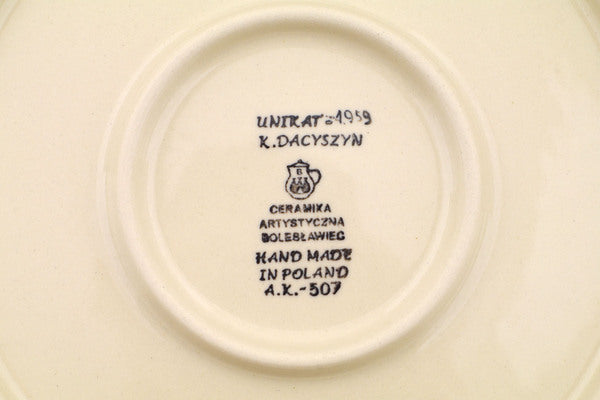 UNIKAT-1959
K.DACYSZYN
B
CERAMIKA
ARTYSTYCZNA
BOLESŁAWIEC
HAND MADE
IN POLAND
A.K.-507